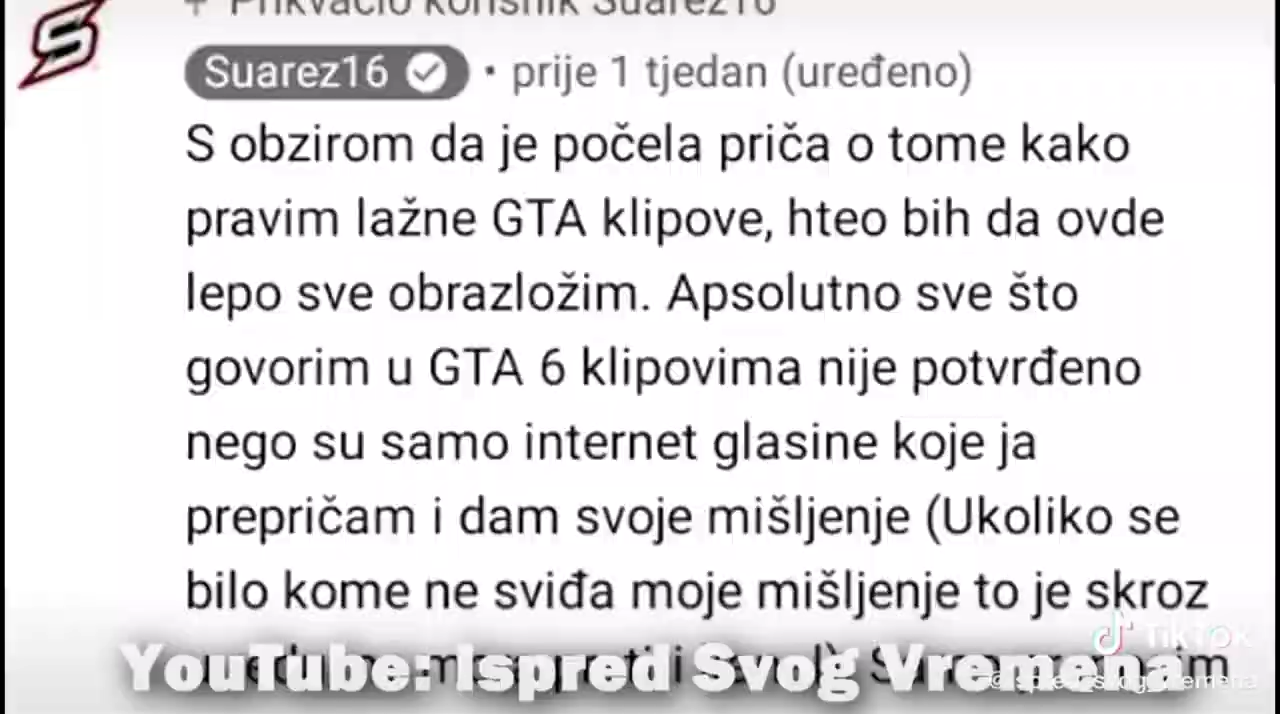 Prikvačio korisnik Suarez16
Suarez16 • prije 1 tjedan (uređeno)
S obzirom da je počela priča o tome kako
pravim lažne GTA klipove, hteo bih da ovde
lepo sve obrazložim. Apsolutno sve što
govorim u GTA 6 klipovima nije potvrđeno
nego su samo internet glasine koje ja
prepričam i dam svoje mišljenje (Ukoliko se
bilo kome ne sviđa moje mišljenje to je skroz
TikTok
YouTube: Ispred Svog Vremena